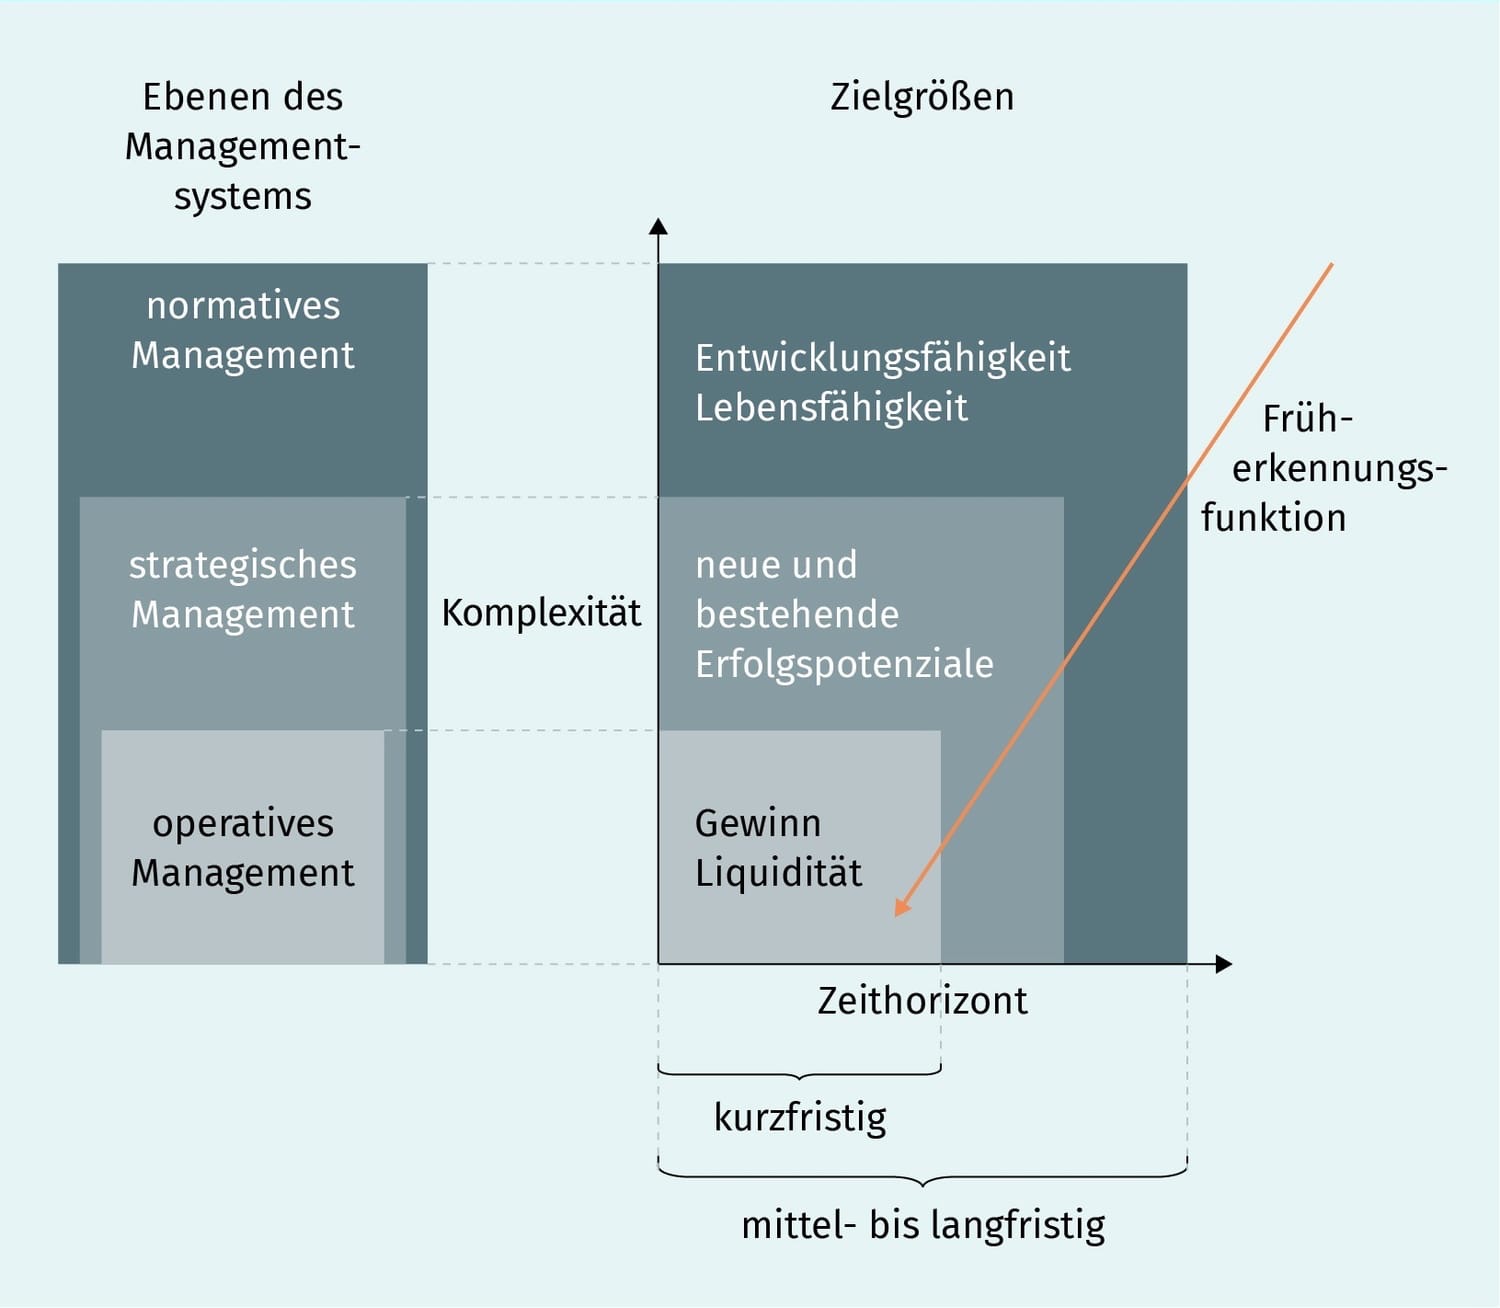 Ebenen des
Management-
systems
Zielgrößen
normatives
Management
Entwicklungsfähigkeit
Lebensfähigkeit
Früh-
erkennungs-
funktion
strategisches
Management
Komplexität
neue und
bestehende
Erfolgspotenziale
operatives
Management
Gewinn
Liquidität
Zeithorizont
kurzfristig
mittel- bis langfristig